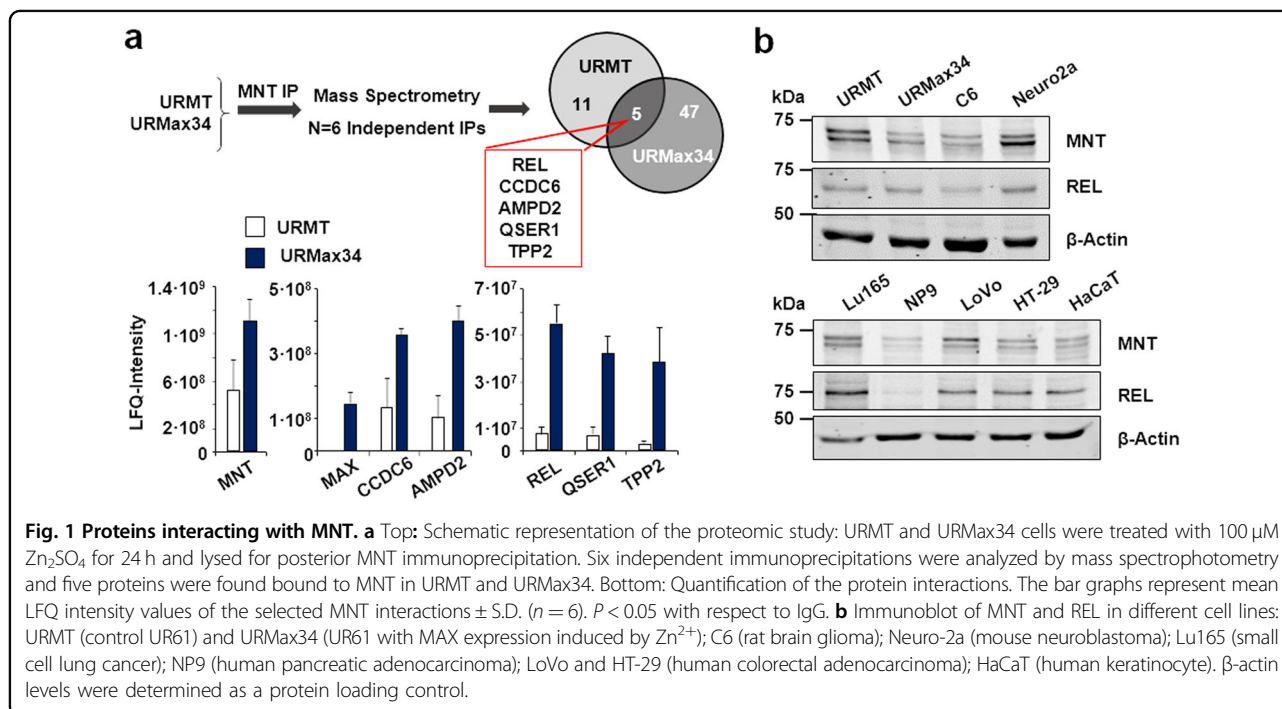 a
URMT
URMax34
MNT IP
Mass Spectrometry
N=6 Independent IPs
URMT
11
5
47
URMax34
REL
CCDC6
AMPD2
QSER1
TPP2
URMT
URMax34
LFQ-Intensity
1.4·10⁹
1·10⁹
6·10⁸
2·10⁸
0
MNT
5·10⁸
3·10⁸
1·10⁸
0
MAX
CCDC6
AMPD2
7·10⁷
5·10⁷
3·10⁷
1·10⁷
0
REL
QSER1
TPP2
b
kDa
URMT
URMax34
C6
Neuro2a
75
MNT
75
REL
50
β-Actin
kDa
Lu165
NP9
LoVo
HT-29
HaCaT
75
MNT
75
REL
50
β-Actin
Fig. 1 Proteins interacting with MNT. a Top: Schematic representation of the proteomic study: URMT and URMax34 cells were treated with 100 μM
Zn₂SO₄ for 24 h and lysed for posterior MNT immunoprecipitation. Six independent immunoprecipitations were analyzed by mass spectrophotometry
and five proteins were found bound to MNT in URMT and URMax34. Bottom: Quantification of the protein interactions. The bar graphs represent mean
LFQ intensity values of the selected MNT interactions ± S.D. (n = 6). P < 0.05 with respect to IgG. b Immunoblot of MNT and REL in different cell lines:
URMT (control UR61) and URMax34 (UR61 with MAX expression induced by Zn²⁺); C6 (rat brain glioma); Neuro-2a (mouse neuroblastoma); Lu165 (small
cell lung cancer); NP9 (human pancreatic adenocarcinoma); LoVo and HT-29 (human colorectal adenocarcinoma); HaCaT (human keratinocyte). β-actin
levels were determined as a protein loading control.